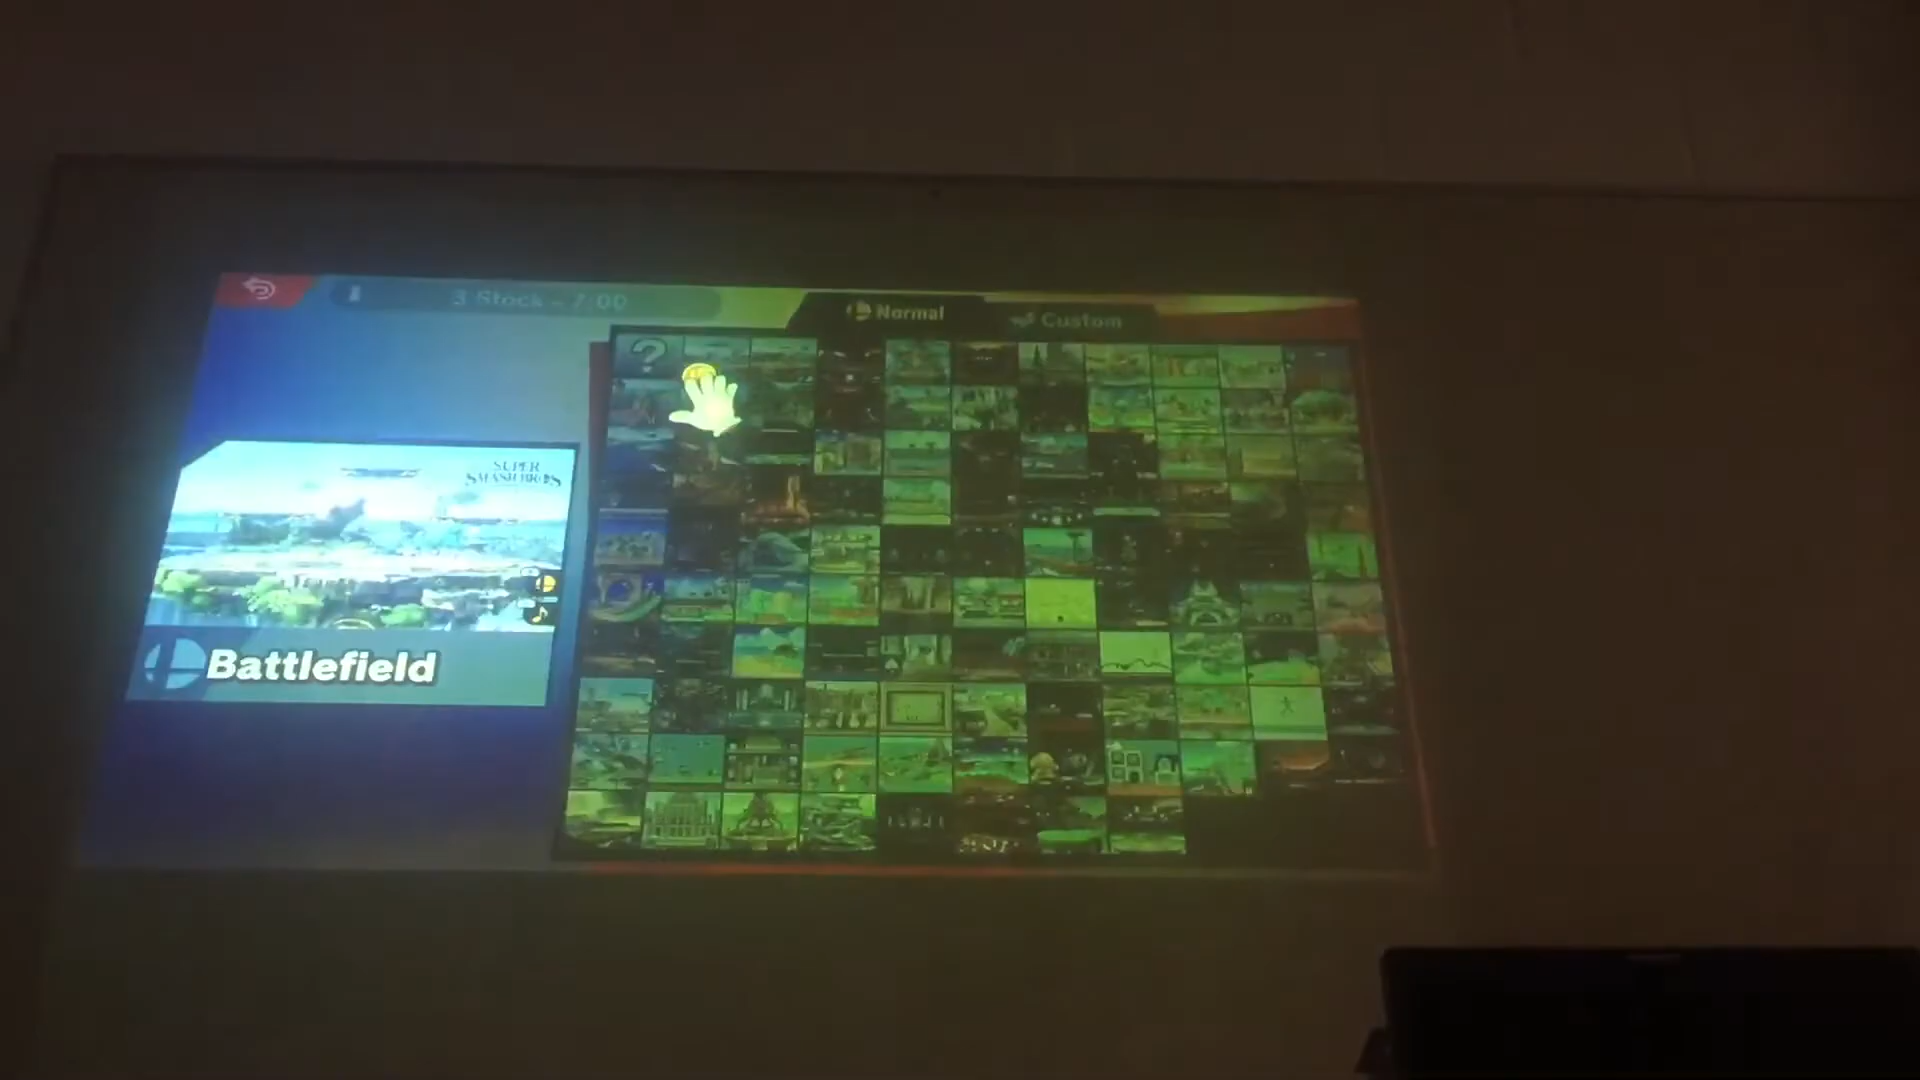 3 Stock - 7:00
Normal
Custom
?
SUPER
SMASH BROS
Battlefield